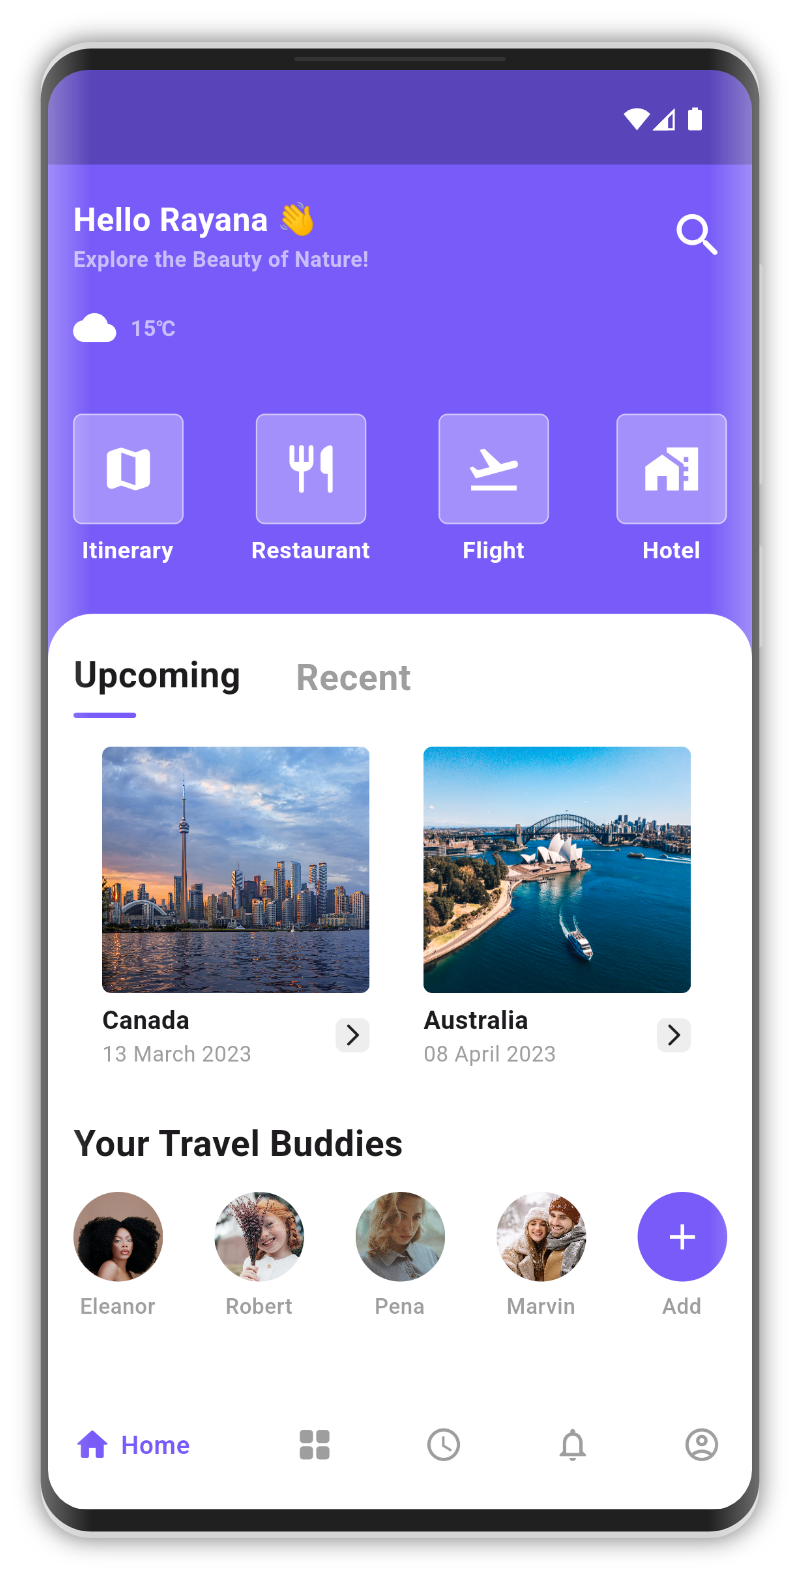 Hello Rayana 👋
Explore the Beauty of Nature!
15°C
Itinerary Restaurant Flight Hotel
Upcoming Recent
Canada Australia
13 March 2023 08 April 2023
Your Travel Buddies
Eleanor Robert Pena Marvin Add
Home